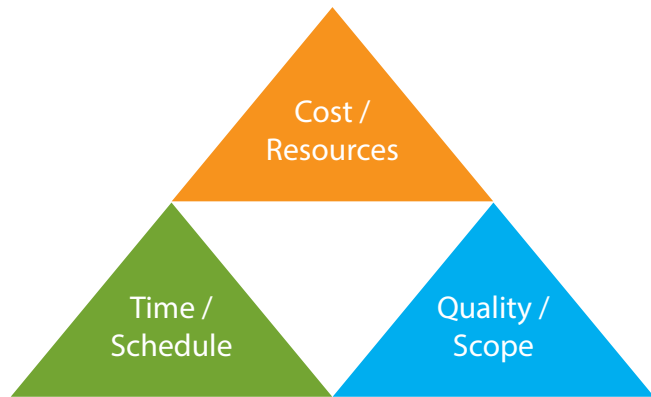 Cost /
Resources
Time /
Schedule
Quality /
Scope